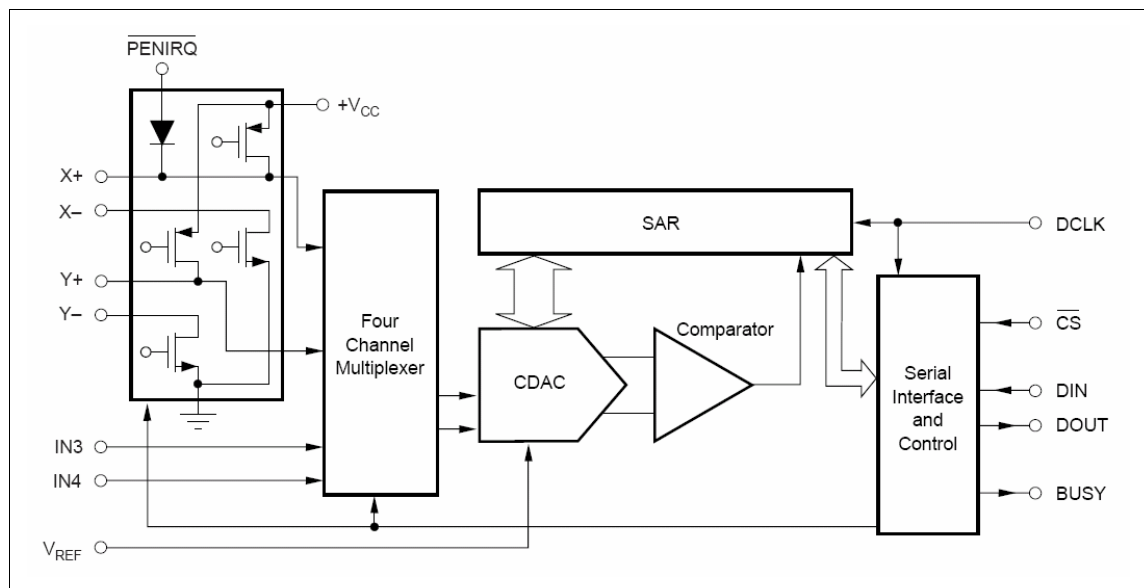 PENIRQ
+VCC
X+
X–
Y+
Y–
IN3
IN4
VREF
Four
Channel
Multiplexer
SAR
CDAC
Comparator
Serial
Interface
and
Control
DCLK
CS
DIN
DOUT
BUSY